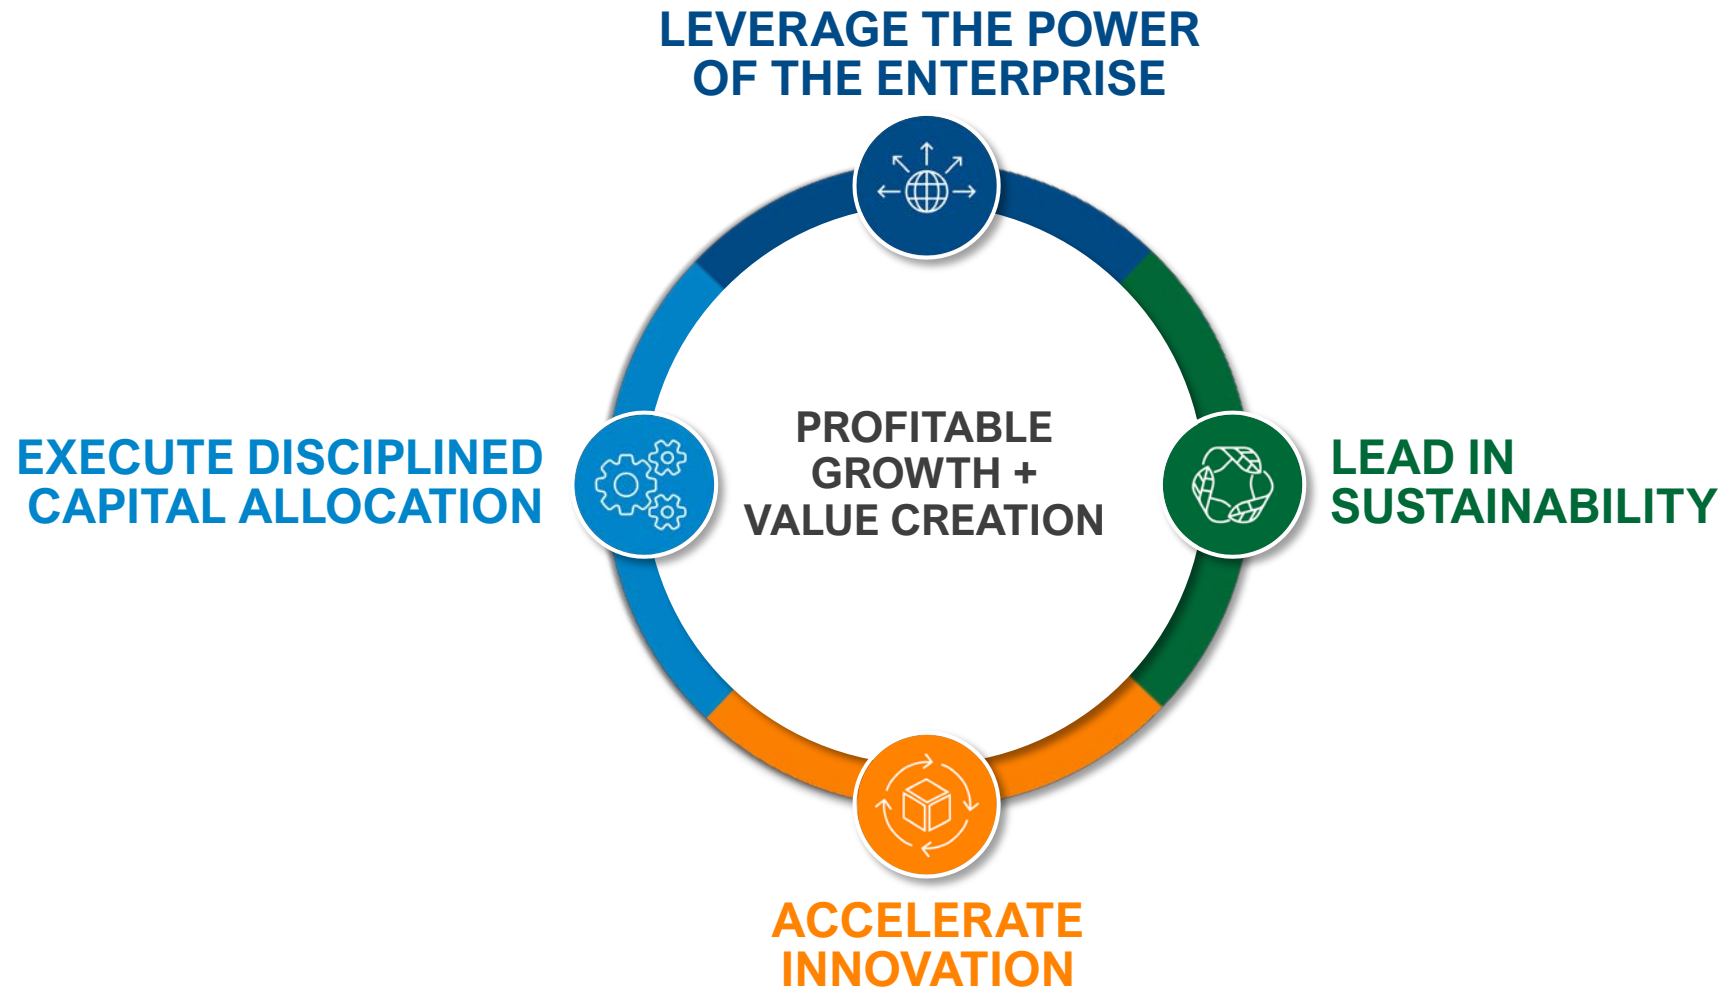 LEVERAGE THE POWER
OF THE ENTERPRISE
EXECUTE DISCIPLINED
CAPITAL ALLOCATION
PROFITABLE
GROWTH +
VALUE CREATION
LEAD IN
SUSTAINABILITY
ACCELERATE
INNOVATION